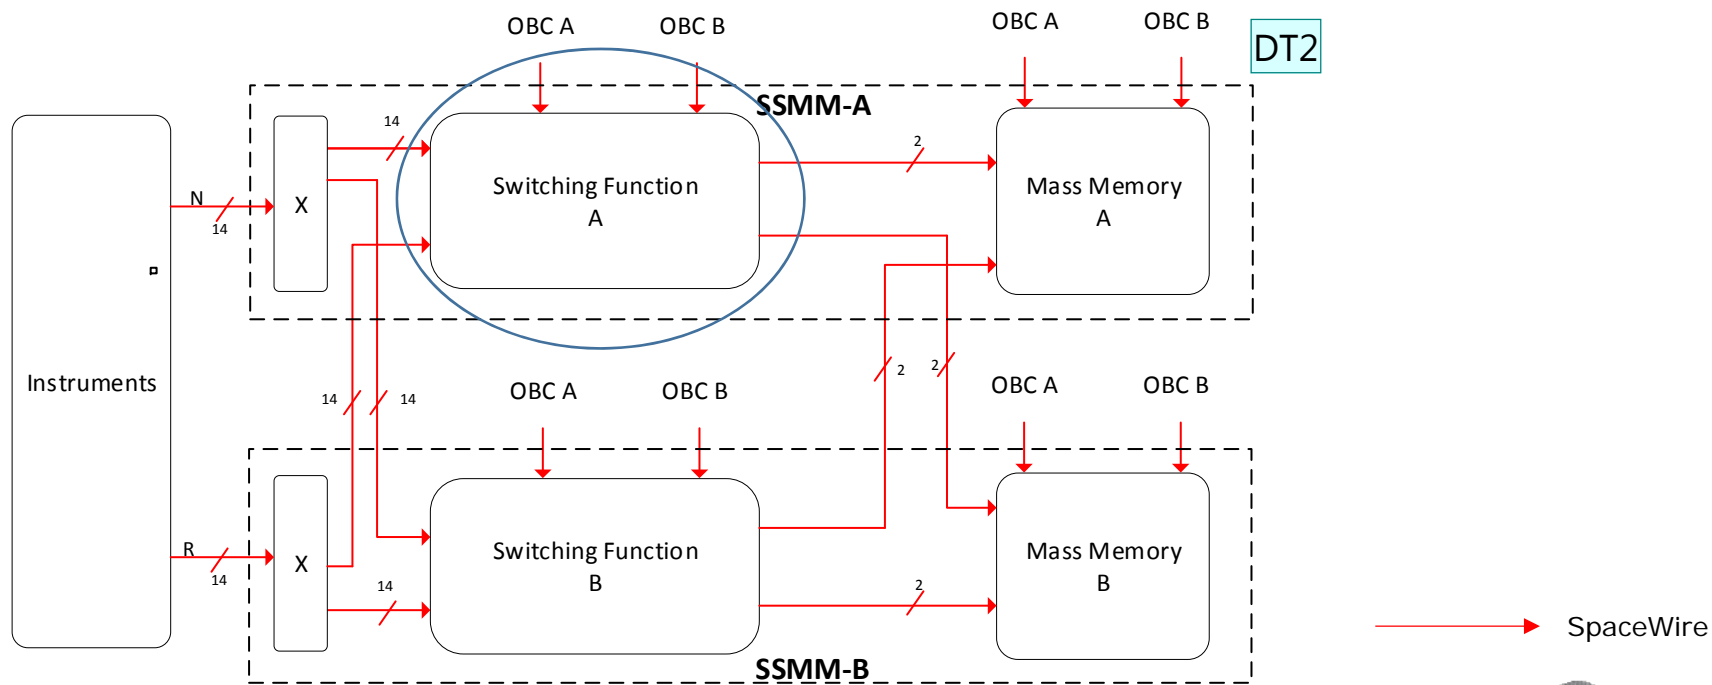 OBC A
OBC B
OBC A
OBC B
DT2
SSMM-A
14
2
Switching Function
A
Mass Memory
A
N
14
X
Instruments
2
2
14
14
OBC A
OBC B
OBC A
OBC B
R
14
X
14
Switching Function
B
2
Mass Memory
B
SpaceWire
SSMM-B